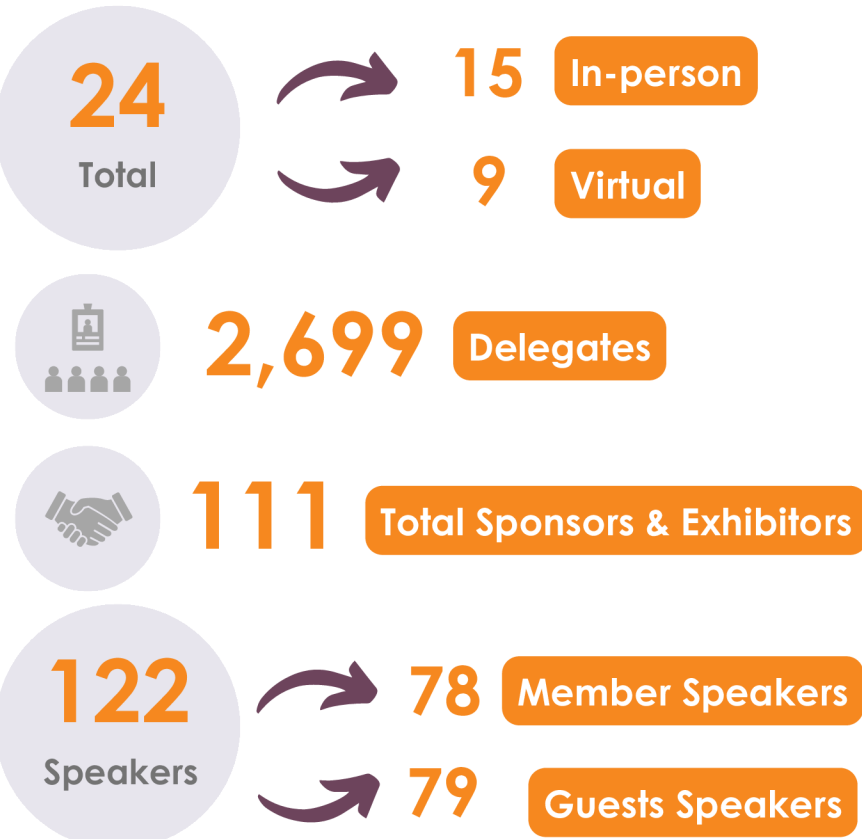 24
Total
15 In-person
9 Virtual
2,699 Delegates
111 Total Sponsors & Exhibitors
122
Speakers
78 Member Speakers
79 Guests Speakers